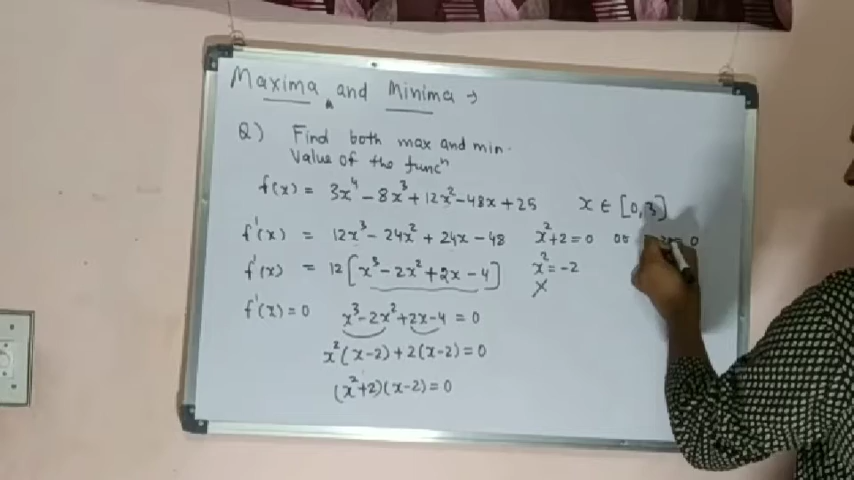 Maxima and Minima →
Q) Find both max and min.
Value of the funcⁿ
f(x) = 3x⁴ - 8x³ + 12x² - 48x + 25 x ∈ [0,3]
f'(x) = 12x³ - 24x² + 24x - 48 x² + 2 = 0 or = 0
f'(x) = 12[x³ - 2x² + 2x - 4] x² = -2
f'(x) = 0 x³ - 2x² + 2x - 4 = 0
x²(x-2) + 2(x-2) = 0
(x²+2)(x-2) = 0